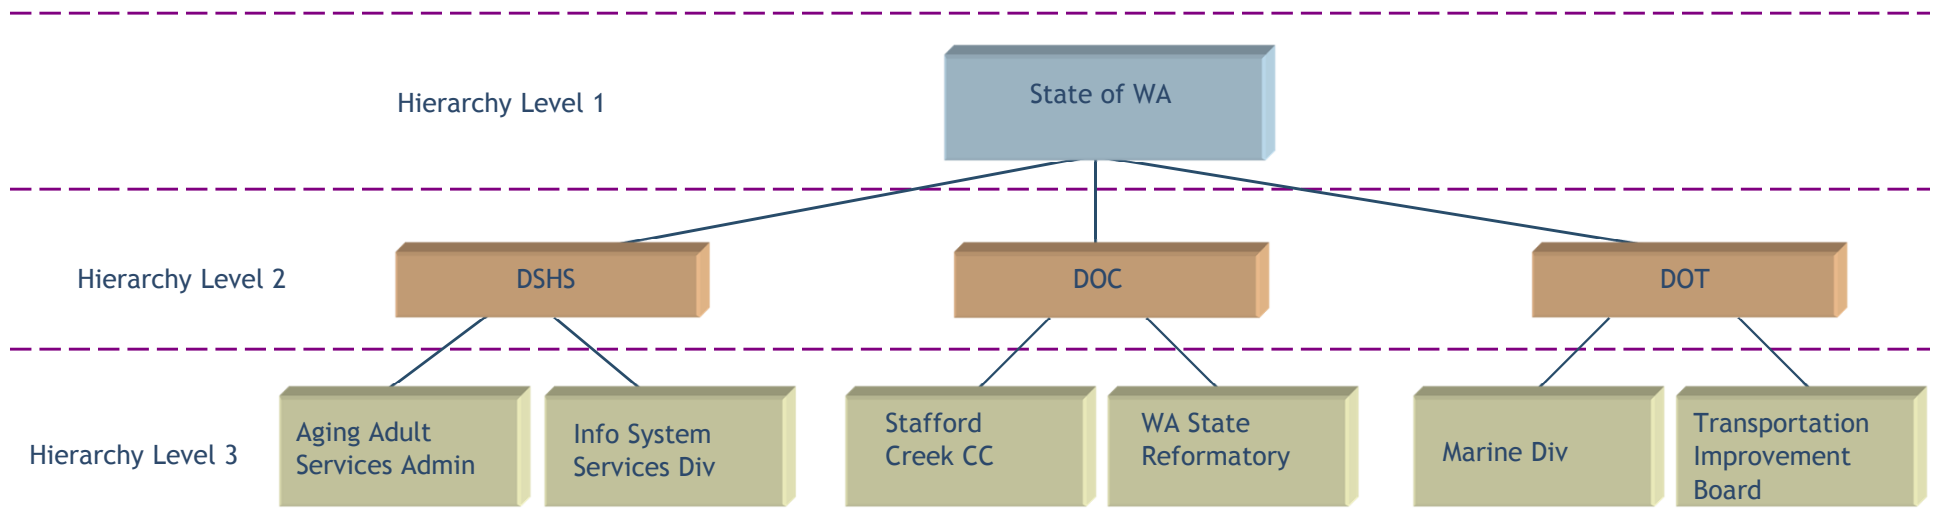 Hierarchy Level 1
State of WA
Hierarchy Level 2
DSHS
DOC
DOT
Hierarchy Level 3
Aging Adult
Services Admin
Info System
Services Div
Stafford
Creek CC
WA State
Reformatory
Marine Div
Transportation
Improvement
Board